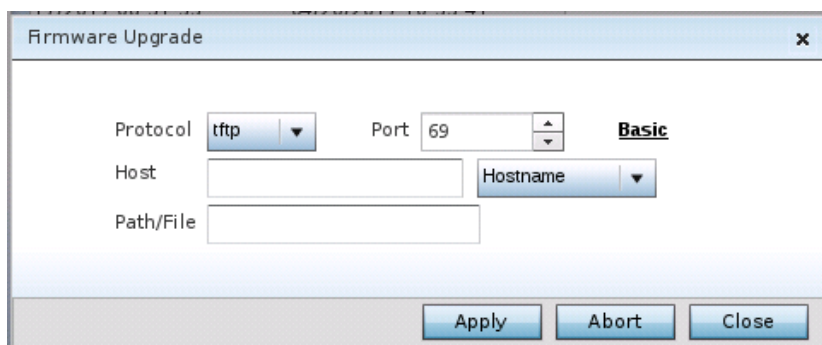 Firmware Upgrade x
Protocol tftp Port 69 Basic
Host Hostname
Path/File
Apply Abort Close